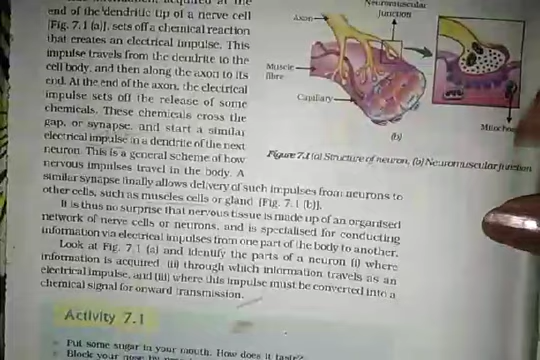 end of the dendritic tip of a nerve cell
[Fig. 7.1 (a)], sets off a chemical reaction
that creates an electrical impulse. This
impulse travels from the dendrite to the
cell body, and then along the axon to its
end. At the end of the axon, the electrical
impulse sets off the release of some
chemicals. These chemicals cross the
gap, or synapse, and start a similar
electrical impulse in a dendrite of the next
neuron. This is a general scheme of how
nervous impulses travel in the body. A
similar synapse finally allows delivery of such impulses from neurons to
other cells, such as muscles cells or gland [Fig. 7.1 (b)].
It is thus no surprise that nervous tissue is made up of an organised
network of nerve cells or neurons, and is specialised for conducting
information via electrical impulses from one part of the body to another.
Look at Fig. 7.1 (a) and identify the parts of a neuron (i) where
information is acquired, (ii) through which information travels as an
electrical impulse, and (iii) where this impulse must be converted into a
chemical signal for onward transmission.
Neuromuscular
junction
Axon
Muscle
fibre
Capillary
(b)
Figure 7.1 (a) Structure of neuron, (b) Neuromuscular junction
Activity 7.1
Put some sugar in your mouth. How does it taste?
Block your nose by